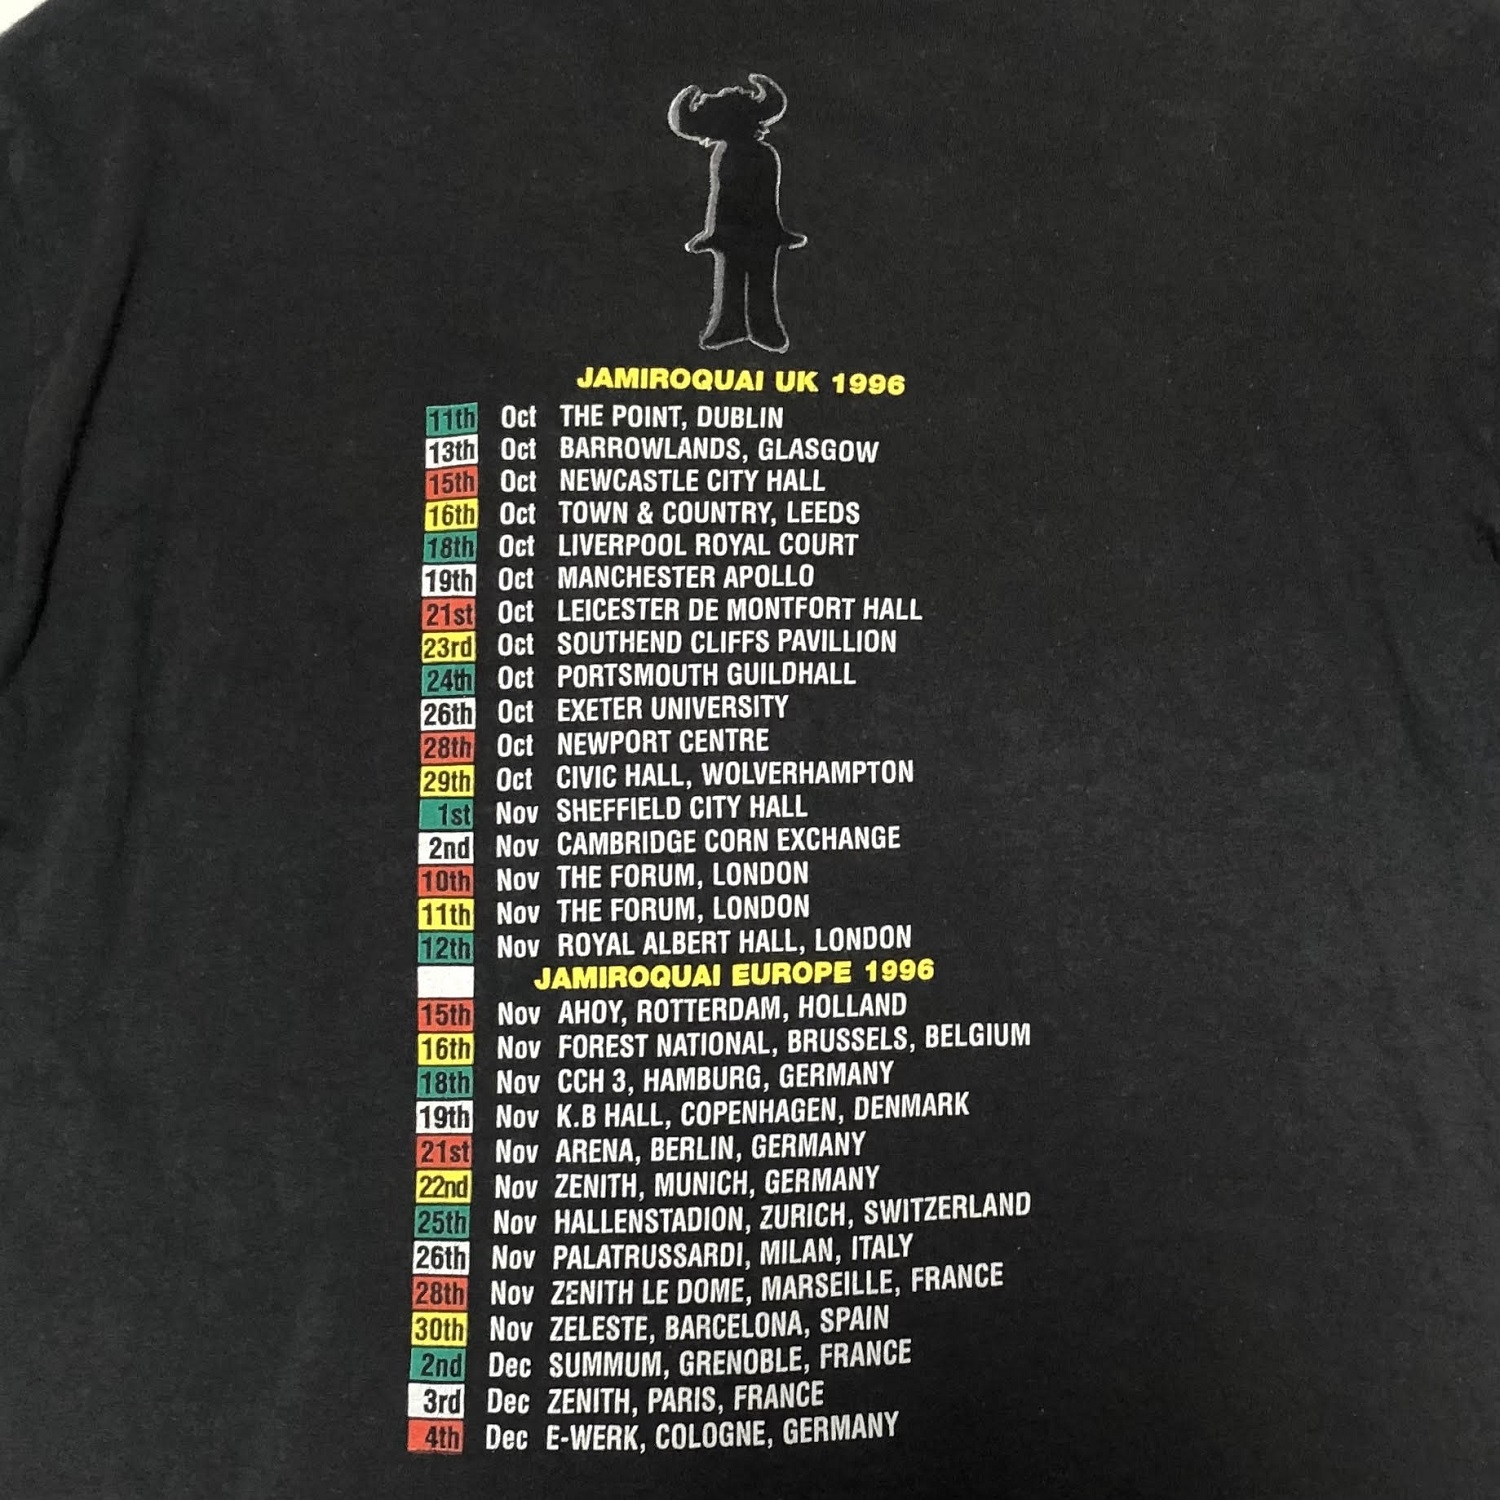 JAMIROQUAI UK 1996
11th Oct THE POINT, DUBLIN
13th Oct BARROWLANDS, GLASGOW
15th Oct NEWCASTLE CITY HALL
16th Oct TOWN & COUNTRY, LEEDS
18th Oct LIVERPOOL ROYAL COURT
19th Oct MANCHESTER APOLLO
21st Oct LEICESTER DE MONTFORT HALL
23rd Oct SOUTHEND CLIFFS PAVILLION
24th Oct PORTSMOUTH GUILDHALL
26th Oct EXETER UNIVERSITY
28th Oct NEWPORT CENTRE
29th Oct CIVIC HALL, WOLVERHAMPTON
1st Nov SHEFFIELD CITY HALL
2nd Nov CAMBRIDGE CORN EXCHANGE
10th Nov THE FORUM, LONDON
11th Nov THE FORUM, LONDON
12th Nov ROYAL ALBERT HALL, LONDON
JAMIROQUAI EUROPE 1996
15th Nov AHOY, ROTTERDAM, HOLLAND
16th Nov FOREST NATIONAL, BRUSSELS, BELGIUM
18th Nov CCH 3, HAMBURG, GERMANY
19th Nov K.B HALL, COPENHAGEN, DENMARK
21st Nov ARENA, BERLIN, GERMANY
22nd Nov ZENITH, MUNICH, GERMANY
25th Nov HALLENSTADION, ZURICH, SWITZERLAND
26th Nov PALATRUSSARDI, MILAN, ITALY
28th Nov ZENITH LE DOME, MARSEILLE, FRANCE
30th Nov ZELESTE, BARCELONA, SPAIN
2nd Dec SUMMUM, GRENOBLE, FRANCE
3rd Dec ZENITH, PARIS, FRANCE
4th Dec E-WERK, COLOGNE, GERMANY